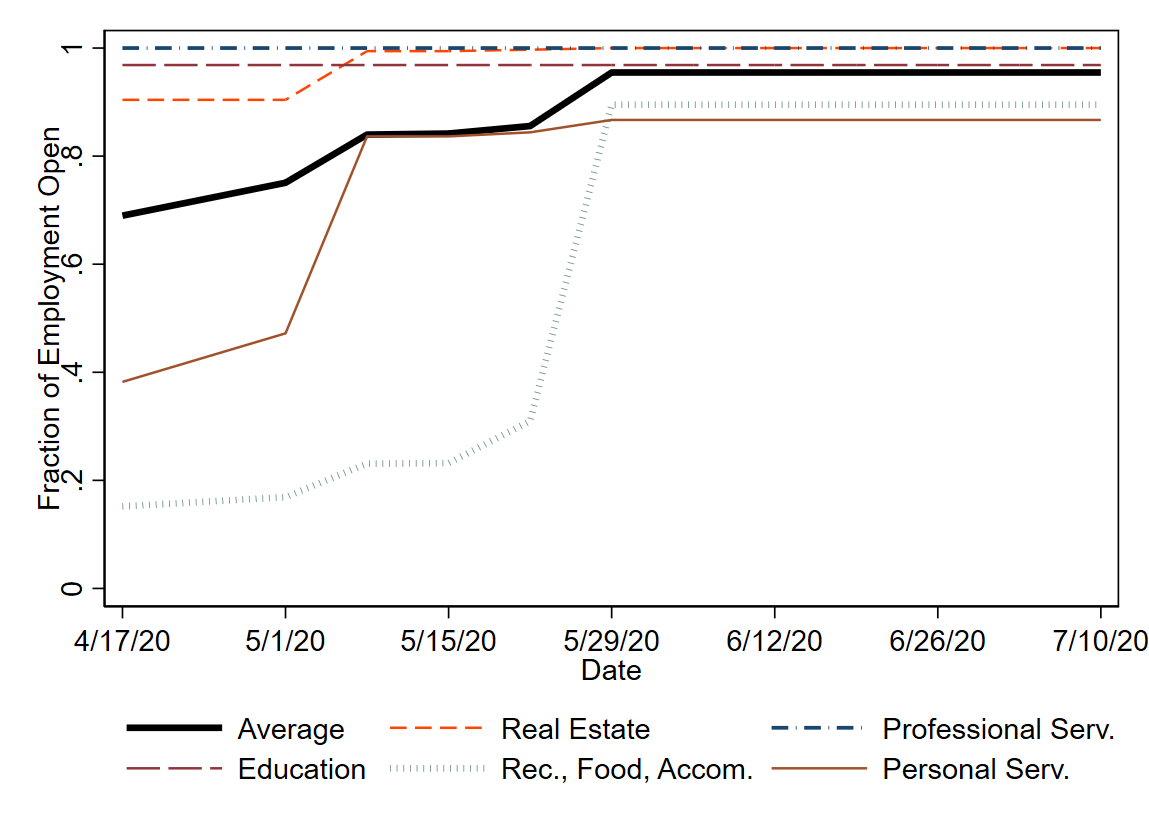 Fraction of Employment Open
1
.8
.6
.4
.2
0
4/17/20 5/1/20 5/15/20 5/29/20 6/12/20 6/26/20 7/10/20
Date
Average Real Estate Professional Serv.
Education Rec., Food, Accom. Personal Serv.